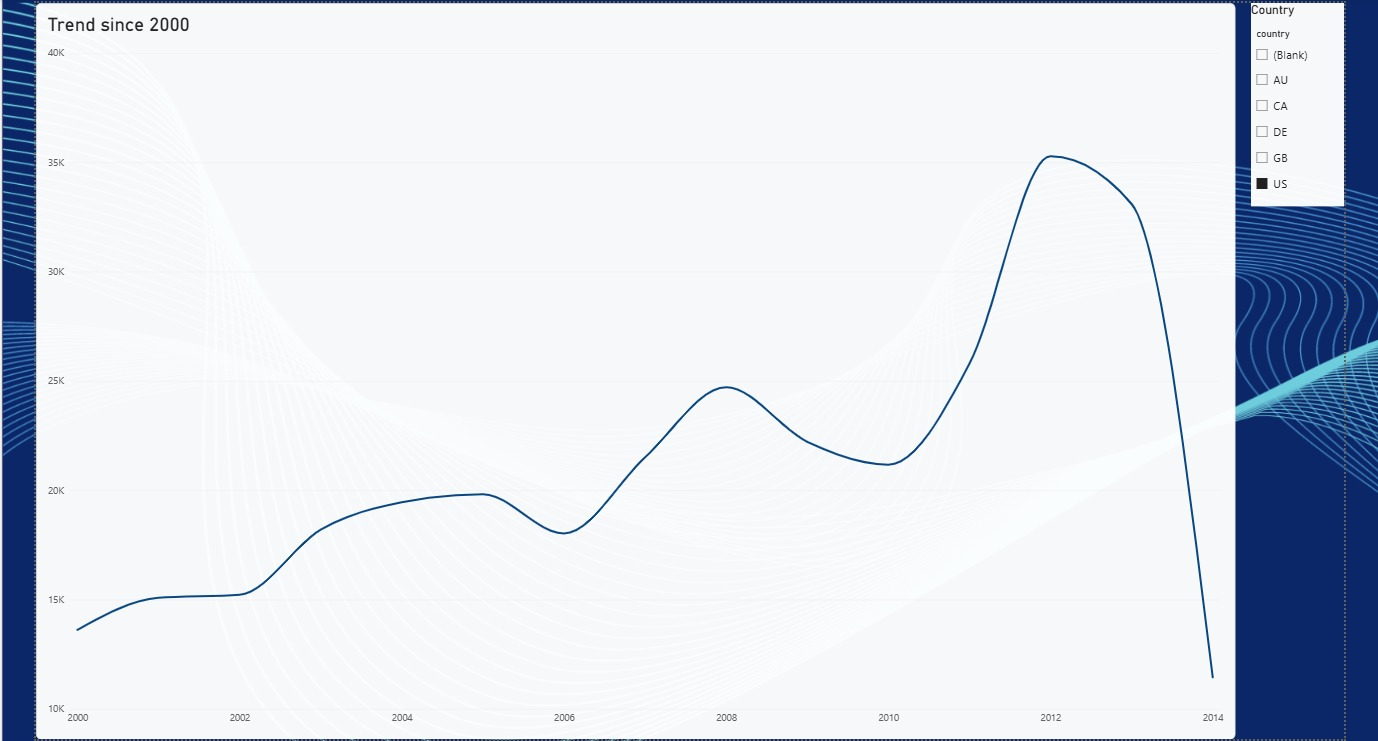 Trend since 2000
40K
35K
30K
25K
20K
15K
10K
2000 2002 2004 2006 2008 2010 2012 2014
Country
country
(Blank)
AU
CA
DE
GB
US